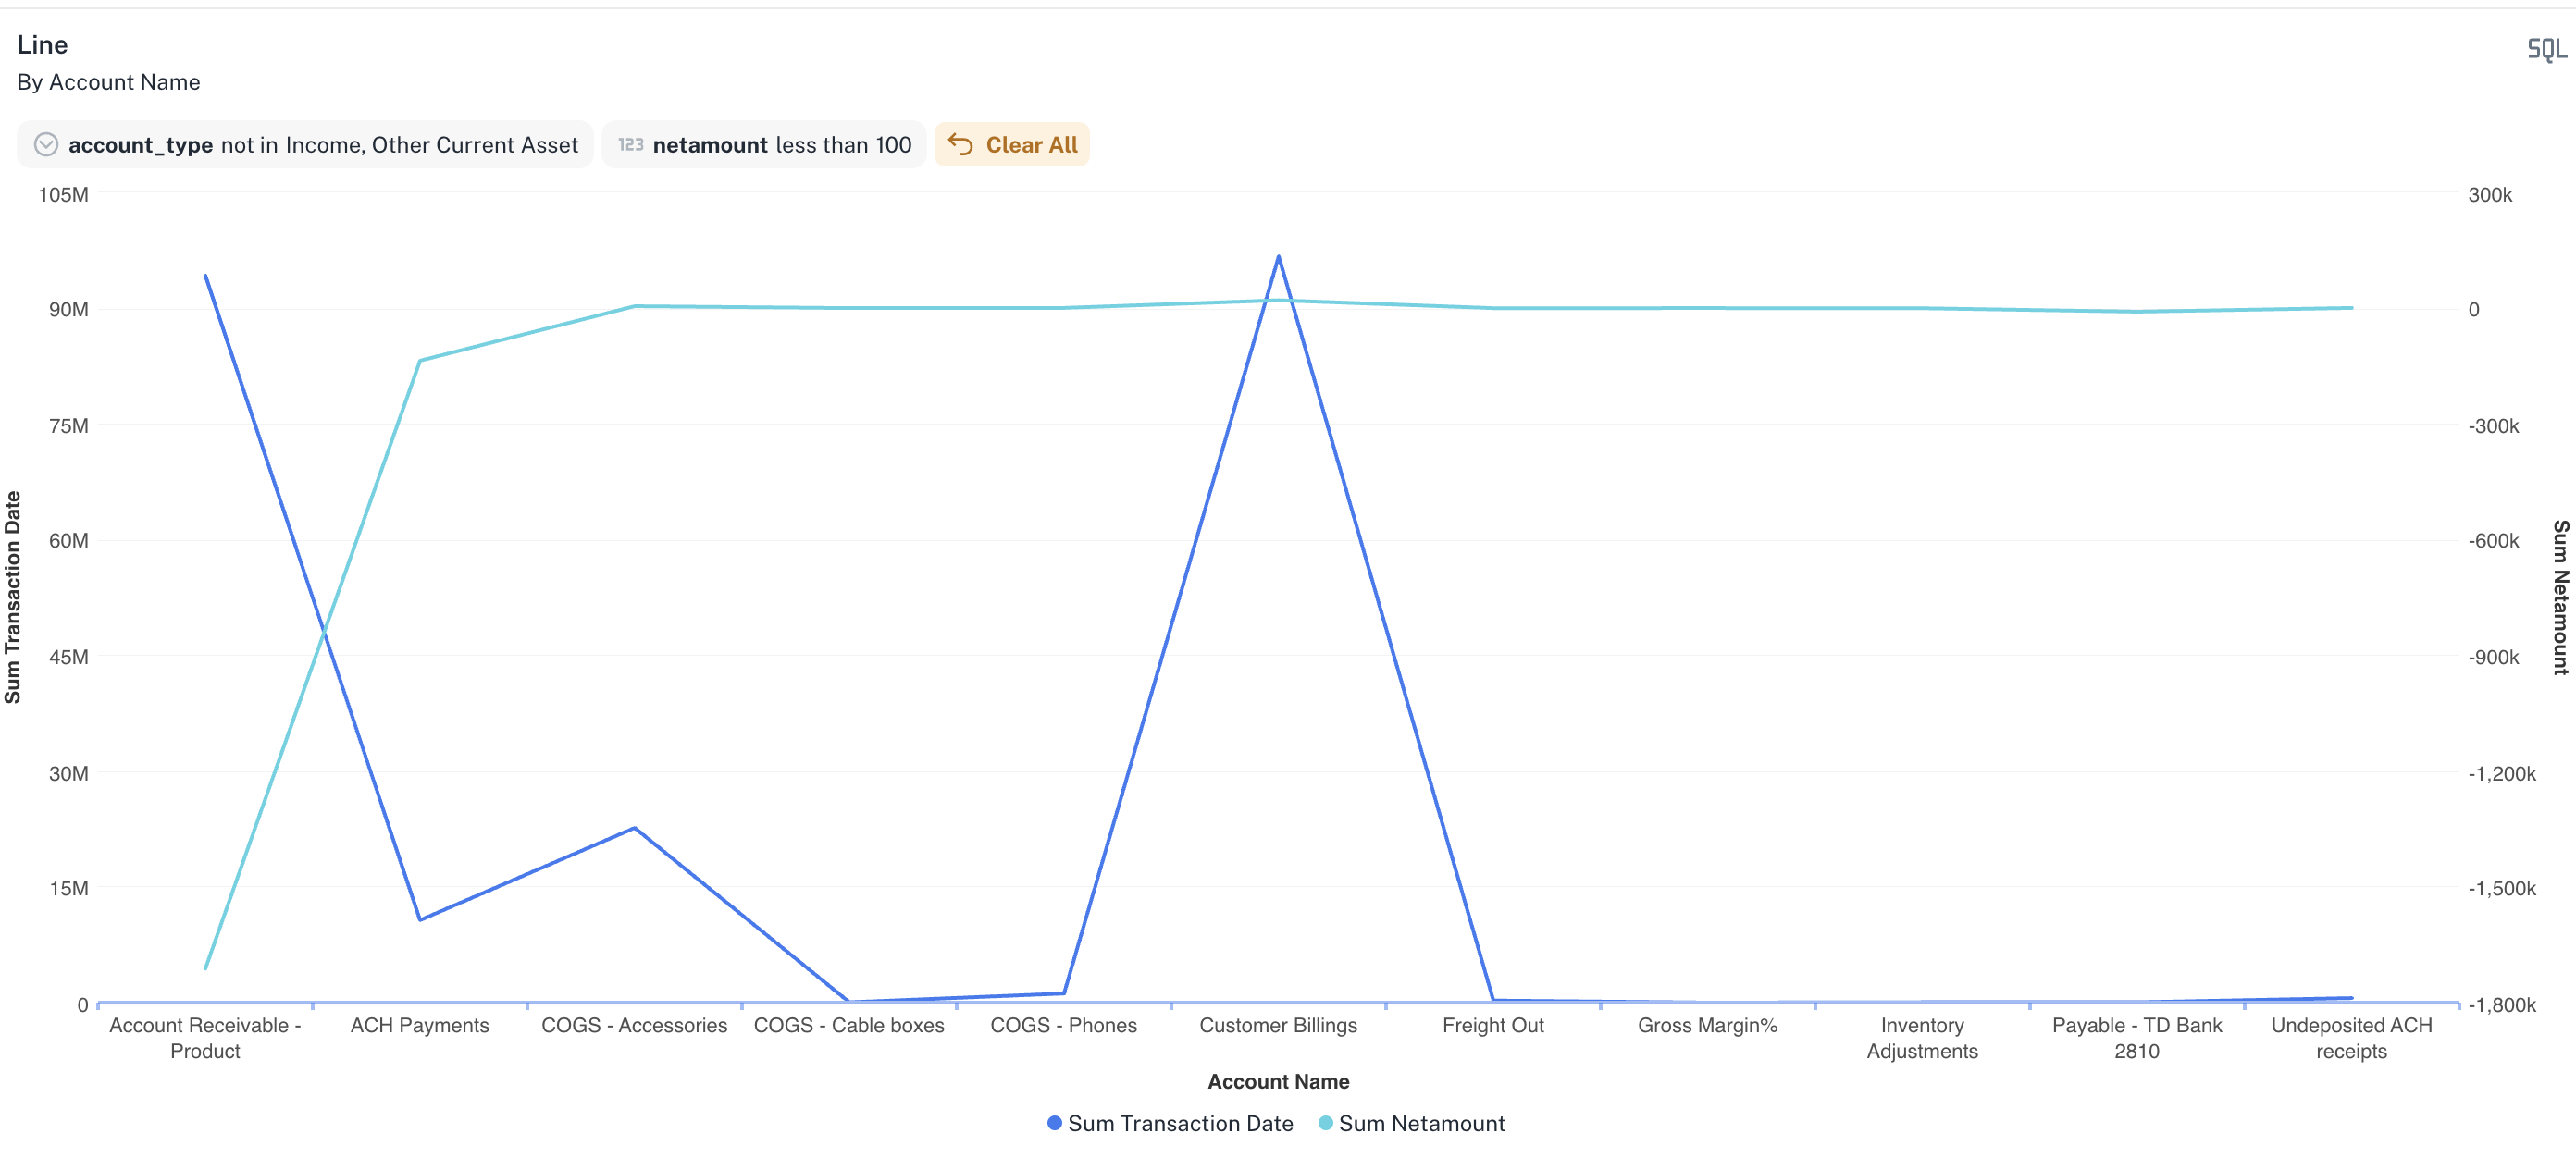 Line
SQL
By Account Name
account_type not in Income, Other Current Asset
123 netamount less than 100
Clear All
105M
90M
75M
60M
45M
30M
15M
0
Sum Transaction Date
300k
0
-300k
-600k
-900k
-1,200k
-1,500k
-1,800k
Sum Netamount
Account Receivable -
Product
ACH Payments
COGS - Accessories
COGS - Cable boxes
COGS - Phones
Customer Billings
Freight Out
Gross Margin%
Inventory
Adjustments
Payable - TD Bank
2810
Undeposited ACH
receipts
Account Name
Sum Transaction Date
Sum Netamount